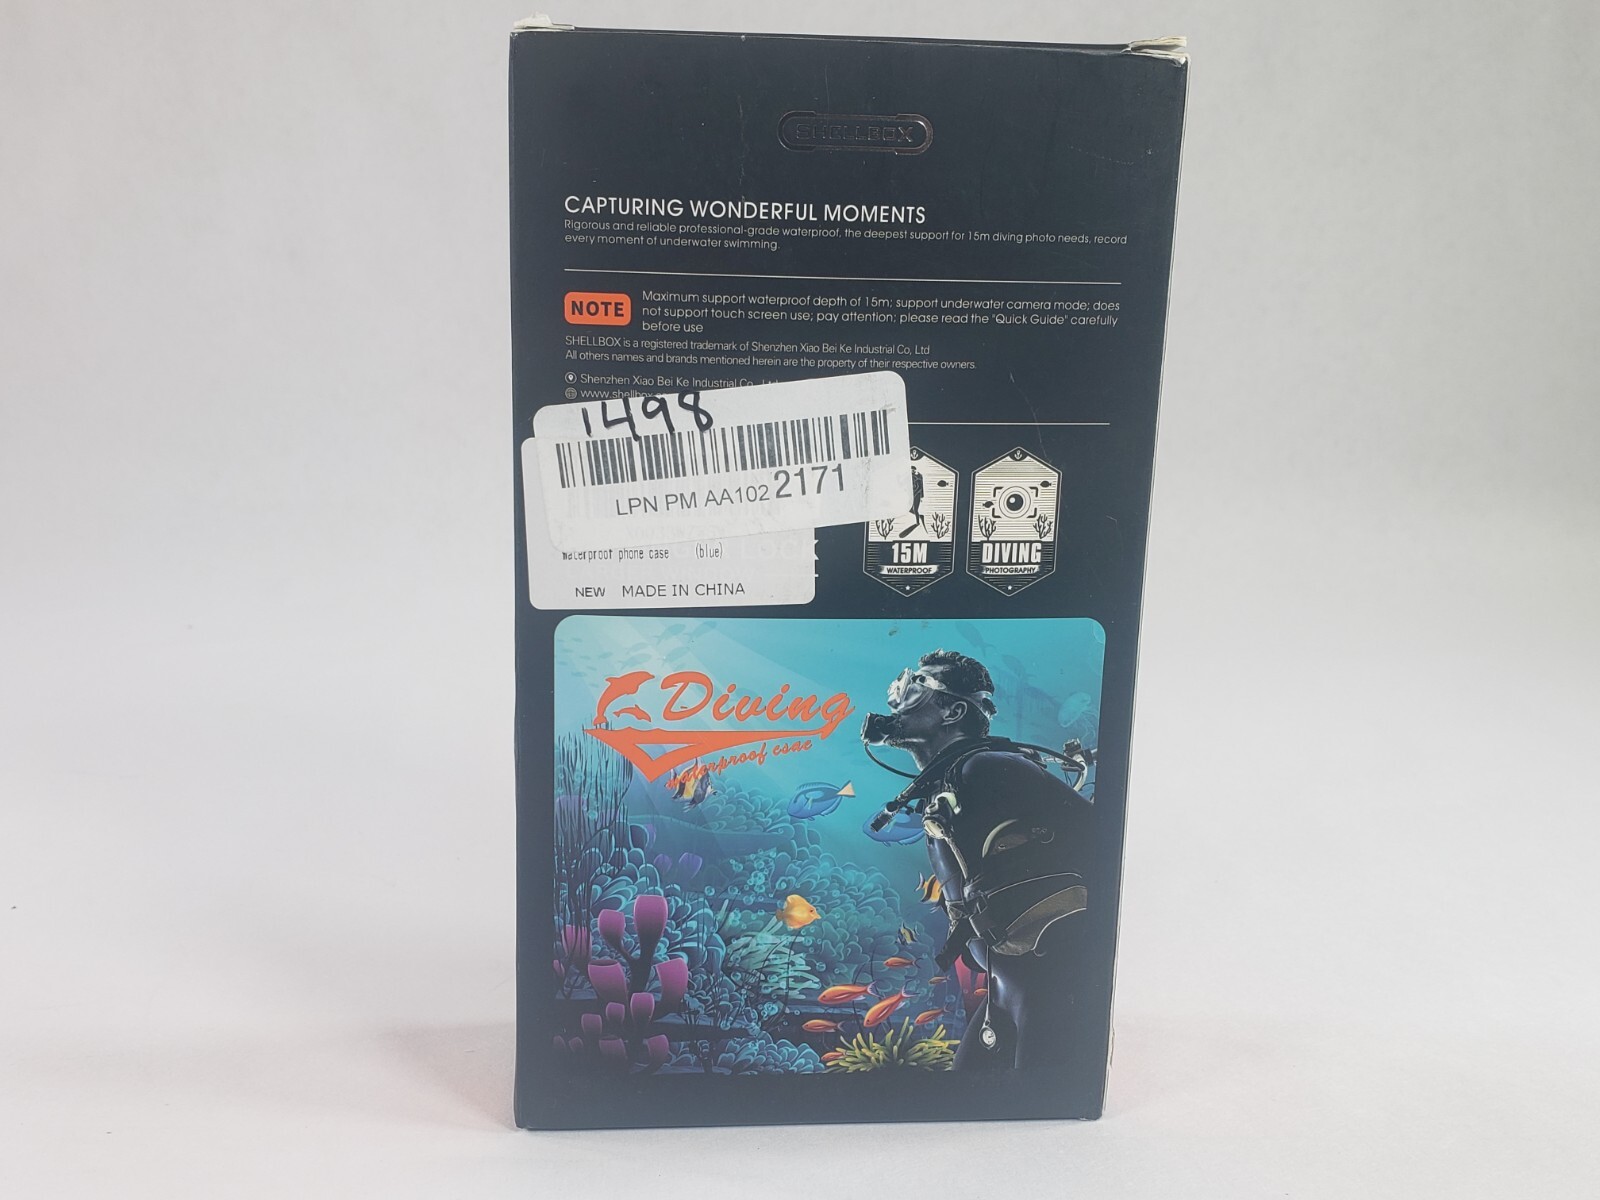 SHELLBOX
CAPTURING WONDERFUL MOMENTS
Rigorous and reliable professional-grade waterproof, the deepest support for 15m diving photo needs, record
every moment of underwater swimming.
NOTE
Maximum support waterproof depth of 15m; support underwater camera mode; does
not support touch screen use; pay attention; please read the "Quick Guide" carefully
before use
SHELLBOX is a registered trademark of Shenzhen Xiao Bei Ke Industrial Co, Ltd
All others names and brands mentioned herein are the property of their respective owners.
Shenzhen Xiao Bei Ke Industrial Co., Ltd
www.shellbox
1498
LPN PM AA102 2171
waterproof phone case (blue)
NEW MADE IN CHINA
15M
WATERPROOF
DIVING
PHOTOGRAPHY
Diving
waterproof csae